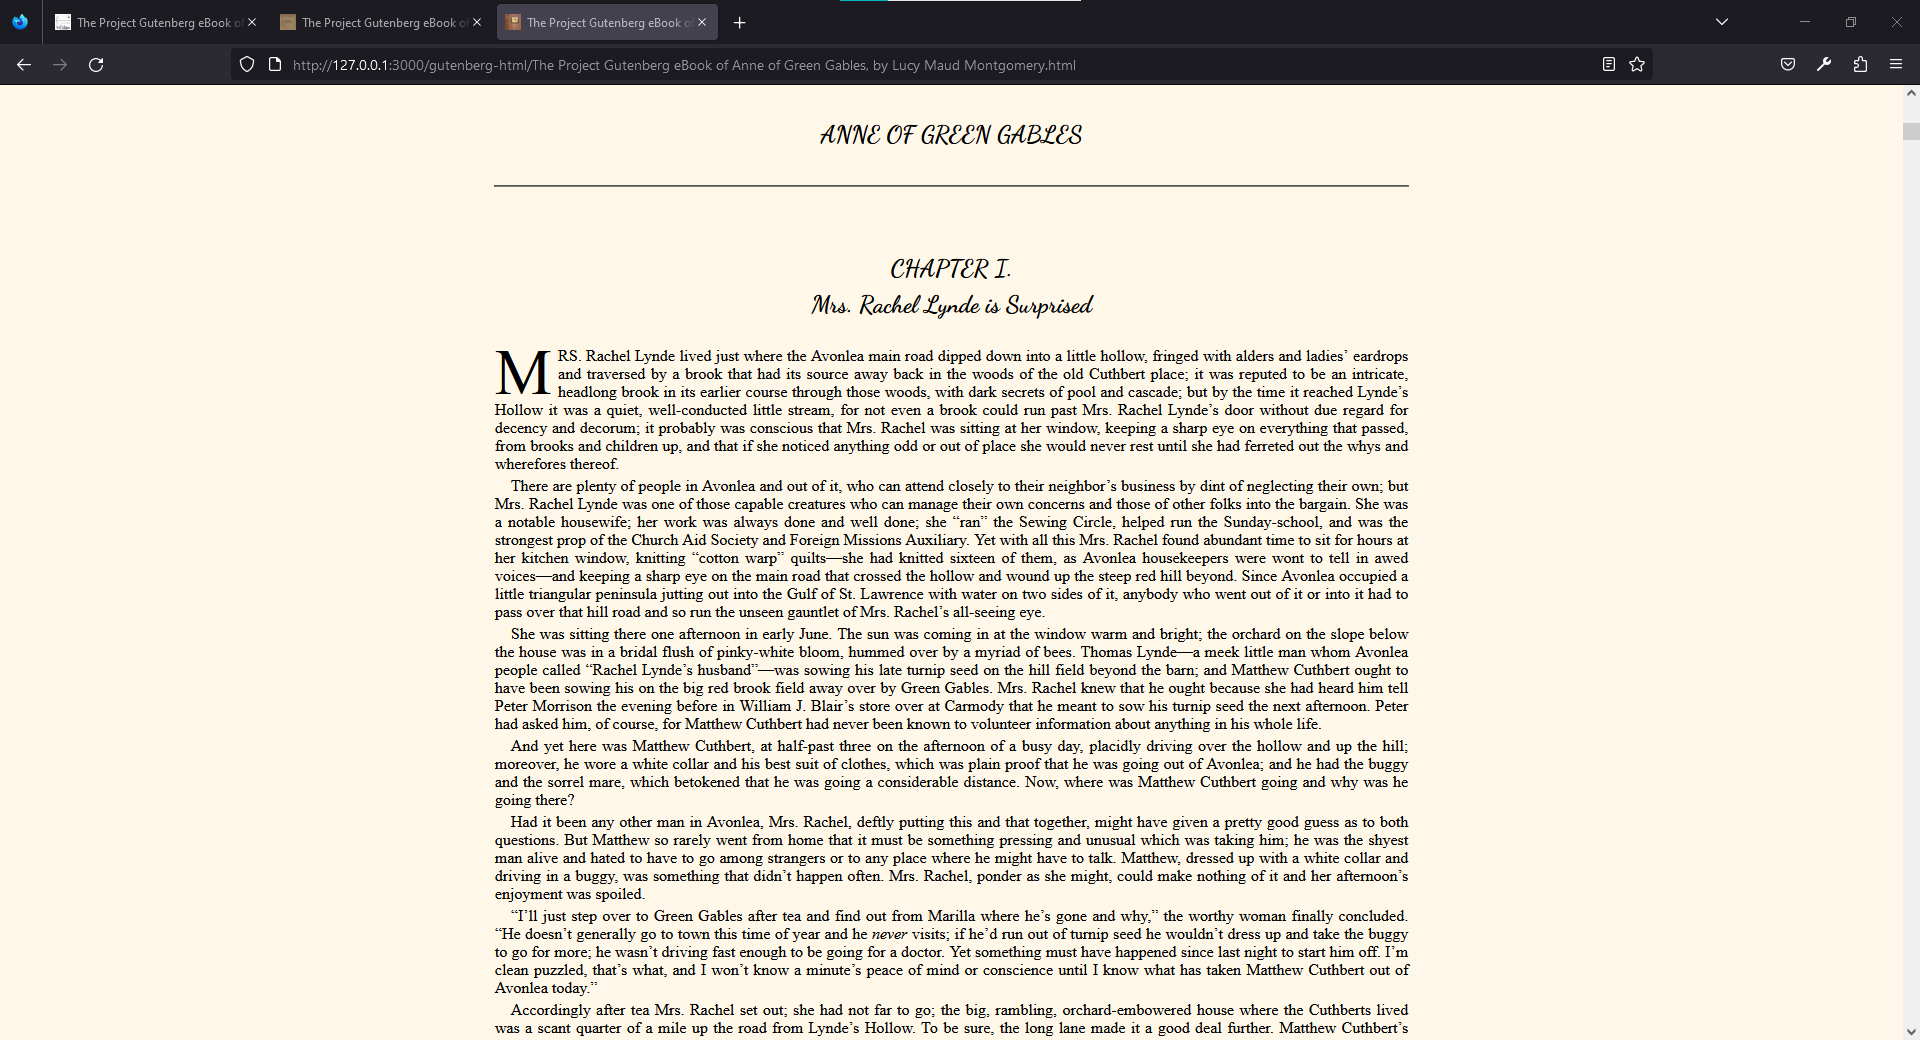 The Project Gutenberg eBook of
The Project Gutenberg eBook of
The Project Gutenberg eBook of
http://127.0.0.1:3000/gutenberg-html/The Project Gutenberg eBook of Anne of Green Gables, by Lucy Maud Montgomery.html
ANNE OF GREEN GABLES
CHAPTER I.
Mrs. Rachel Lynde is Surprised
MRS. Rachel Lynde lived just where the Avonlea main road dipped down into a little hollow, fringed with alders and ladies’ eardrops
and traversed by a brook that had its source away back in the woods of the old Cuthbert place; it was reputed to be an intricate,
headlong brook in its earlier course through those woods, with dark secrets of pool and cascade; but by the time it reached Lynde’s
Hollow it was a quiet, well-conducted little stream, for not even a brook could run past Mrs. Rachel Lynde’s door without due regard for
decency and decorum; it probably was conscious that Mrs. Rachel was sitting at her window, keeping a sharp eye on everything that passed,
from brooks and children up, and that if she noticed anything odd or out of place she would never rest until she had ferreted out the whys and
wherefores thereof.
There are plenty of people in Avonlea and out of it, who can attend closely to their neighbor’s business by dint of neglecting their own; but
Mrs. Rachel Lynde was one of those capable creatures who can manage their own concerns and those of other folks into the bargain. She was
a notable housewife; her work was always done and well done; she “ran” the Sewing Circle, helped run the Sunday-school, and was the
strongest prop of the Church Aid Society and Foreign Missions Auxiliary. Yet with all this Mrs. Rachel found abundant time to sit for hours at
her kitchen window, knitting “cotton warp” quilts—she had knitted sixteen of them, as Avonlea housekeepers were wont to tell in awed
voices—and keeping a sharp eye on the main road that crossed the hollow and wound up the steep red hill beyond. Since Avonlea occupied a
little triangular peninsula jutting out into the Gulf of St. Lawrence with water on two sides of it, anybody who went out of it or into it had to
pass over that hill road and so run the unseen gauntlet of Mrs. Rachel’s all-seeing eye.
She was sitting there one afternoon in early June. The sun was coming in at the window warm and bright; the orchard on the slope below
the house was in a bridal flush of pinky-white bloom, hummed over by a myriad of bees. Thomas Lynde—a meek little man whom Avonlea
people called “Rachel Lynde’s husband”—was sowing his late turnip seed on the hill field beyond the barn; and Matthew Cuthbert ought to
have been sowing his on the big red brook field away over by Green Gables. Mrs. Rachel knew that he ought because she had heard him tell
Peter Morrison the evening before in William J. Blair’s store over at Carmody that he meant to sow his turnip seed the next afternoon. Peter
had asked him, of course, for Matthew Cuthbert had never been known to volunteer information about anything in his whole life.
And yet here was Matthew Cuthbert, at half-past three on the afternoon of a busy day, placidly driving over the hollow and up the hill;
moreover, he wore a white collar and his best suit of clothes, which was plain proof that he was going out of Avonlea; and he had the buggy
and the sorrel mare, which betokened that he was going a considerable distance. Now, where was Matthew Cuthbert going and why was he
going there?
Had it been any other man in Avonlea, Mrs. Rachel, deftly putting this and that together, might have given a pretty good guess as to both
questions. But Matthew so rarely went from home that it must be something pressing and unusual which was taking him; he was the shyest
man alive and hated to have to go among strangers or to any place where he might have to talk. Matthew, dressed up with a white collar and
driving in a buggy, was something that didn’t happen often. Mrs. Rachel, ponder as she might, could make nothing of it and her afternoon’s
enjoyment was spoiled.
“I’ll just step over to Green Gables after tea and find out from Marilla where he’s gone and why,” the worthy woman finally concluded.
“He doesn’t generally go to town this time of year and he never visits; if he’d run out of turnip seed he wouldn’t dress up and take the buggy
to go for more; he wasn’t driving fast enough to be going for a doctor. Yet something must have happened since last night to start him off. I’m
clean puzzled, that’s what, and I won’t know a minute’s peace of mind or conscience until I know what has taken Matthew Cuthbert out of
Avonlea today.”
Accordingly after tea Mrs. Rachel set out; she had not far to go; the big, rambling, orchard-embowered house where the Cuthberts lived
was a scant quarter of a mile up the road from Lynde’s Hollow. To be sure, the long lane made it a good deal further. Matthew Cuthbert’s